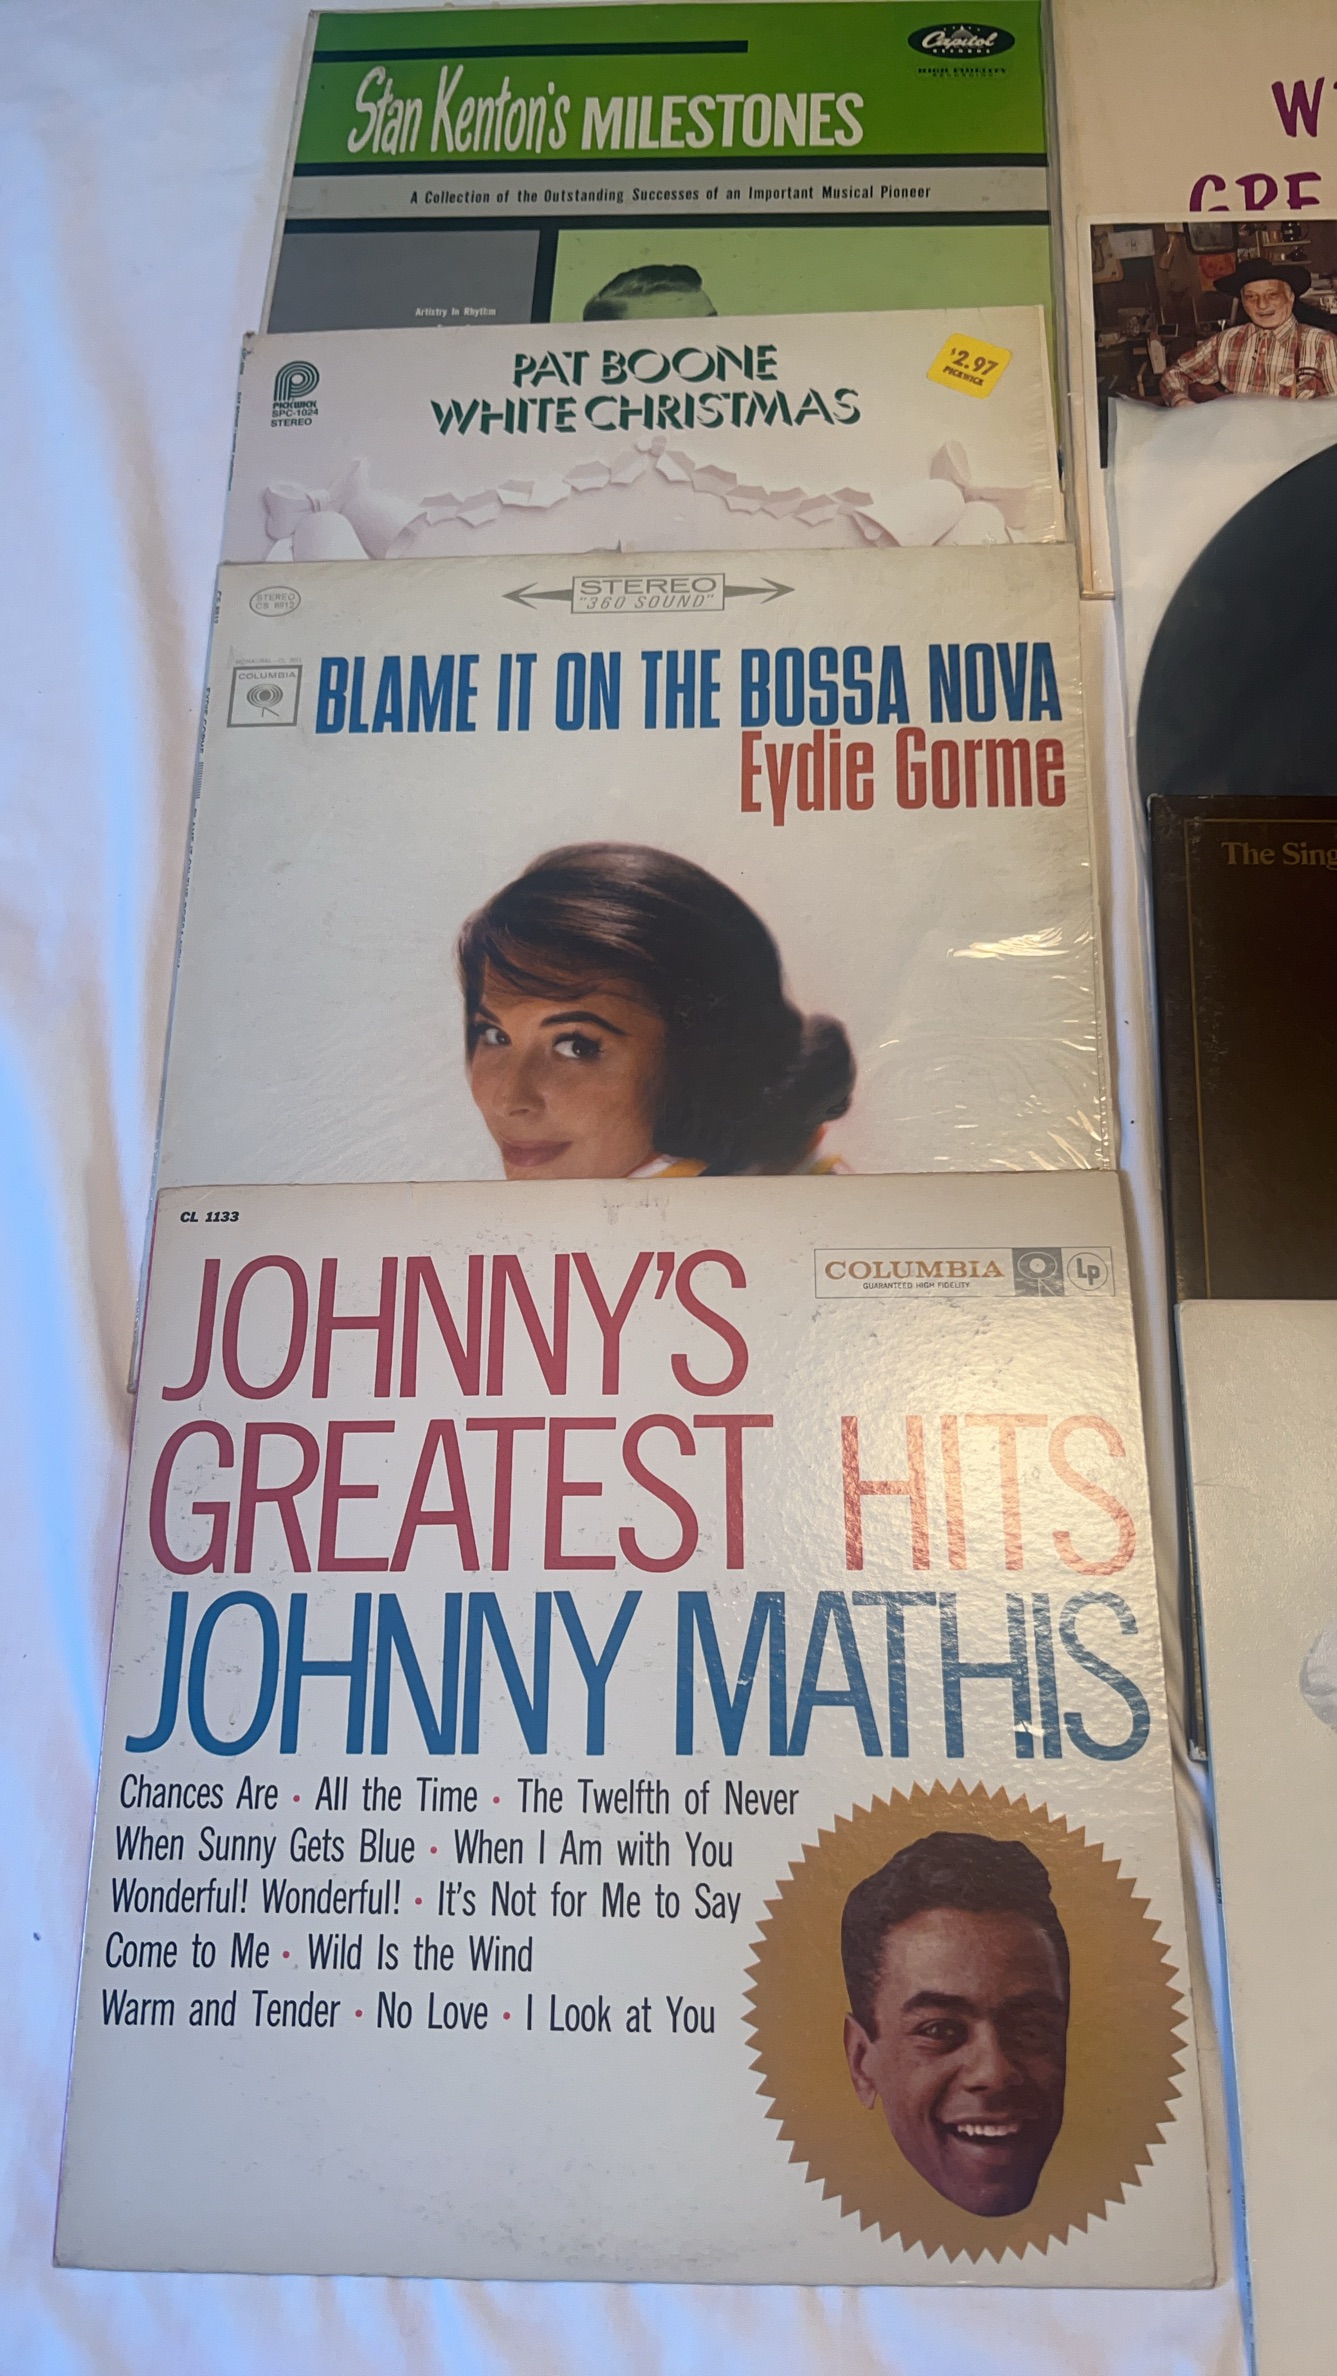 Capitol
RECORDS
HIGH FIDELITY
RECORDING
Stan Kenton's MILESTONES
A Collection of the Outstanding Successes of an Important Musical Pioneer
Artistry In Rhythm
W
GRE
PICKWICK
SPC-1024
STEREO
PAT BOONE
WHITE CHRISTMAS
$2.97
PICKWICK
STEREO
CS 8812
STEREO
"360 SOUND"
COLUMBIA
BLAME IT ON THE BOSSA NOVA
Eydie Gorme
The Sing
CL 1133
COLUMBIA
GUARANTEED HIGH FIDELITY
Lp
JOHNNY'S
GREATEST HITS
JOHNNY MATHIS
Chances Are • All the Time • The Twelfth of Never
When Sunny Gets Blue • When I Am with You
Wonderful! Wonderful! • It's Not for Me to Say
Come to Me • Wild Is the Wind
Warm and Tender • No Love • I Look at You